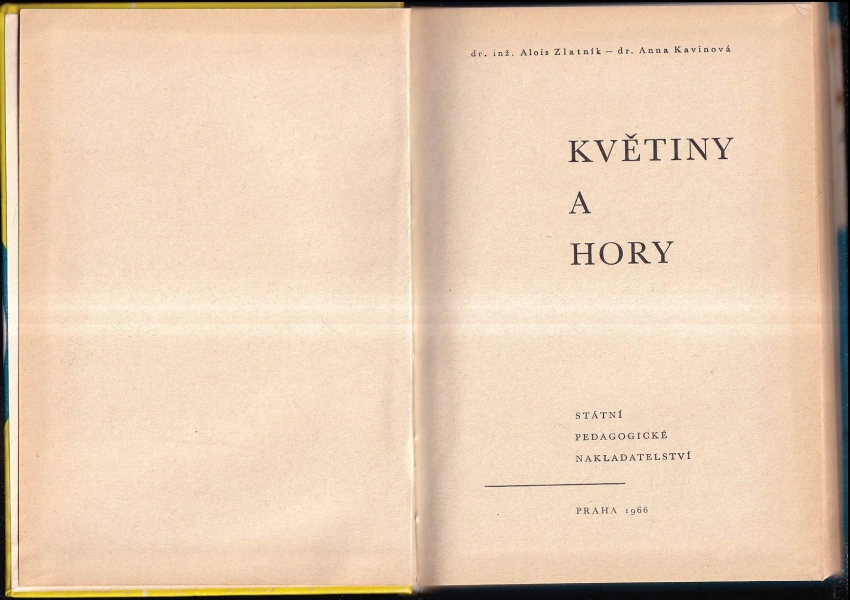 dr. inž. Alois Zlatník — dr. Anna Kavinová
KVĚTINY
A
HORY
STÁTNÍ
PEDAGOGICKÉ
NAKLADATELSTVÍ
PRAHA 1966